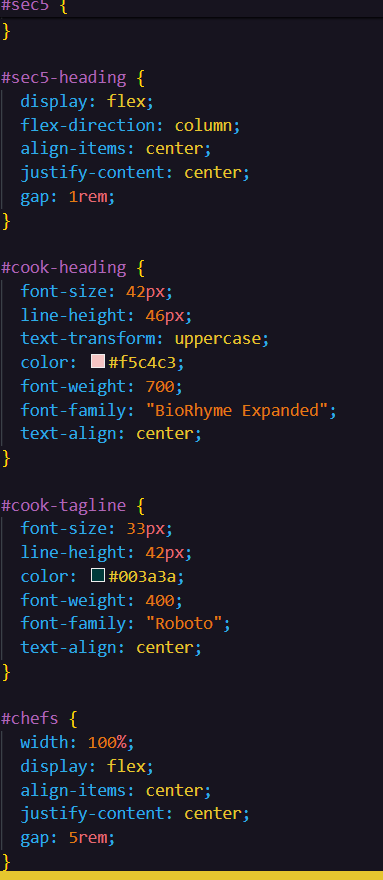 #sec5 {
}
#sec5-heading {
display: flex;
flex-direction: column;
align-items: center;
justify-content: center;
gap: 1rem;
}
#cook-heading {
font-size: 42px;
line-height: 46px;
text-transform: uppercase;
color: #f5c4c3;
font-weight: 700;
font-family: "BioRhyme Expanded";
text-align: center;
}
#cook-tagline {
font-size: 33px;
line-height: 42px;
color: #003a3a;
font-weight: 400;
font-family: "Roboto";
text-align: center;
}
#chefs {
width: 100%;
display: flex;
align-items: center;
justify-content: center;
gap: 5rem;
}